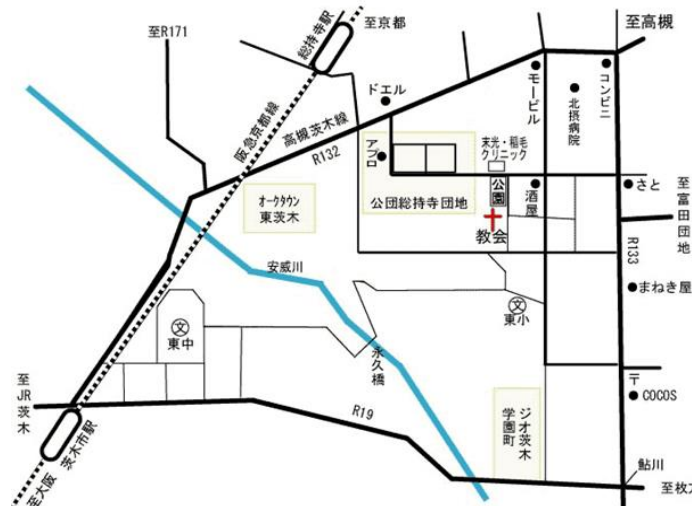 至京都
至高槻
至R171
総持寺駅
阪急京都線
高槻茨木線
R132
ドエル
モービル
コンビニ
北摂病院
アプロ
末光・稲毛
クリニック
公園
酒屋
さと
至富田団地
オークタウン
東茨木
公団総持寺団地
教会
R133
安威川
まねき屋
文
東小
文
東中
永久橋
至JR茨木
〒
COCOS
R19
ジオ茨木
学園町
茨木市駅
至大阪
鮎川